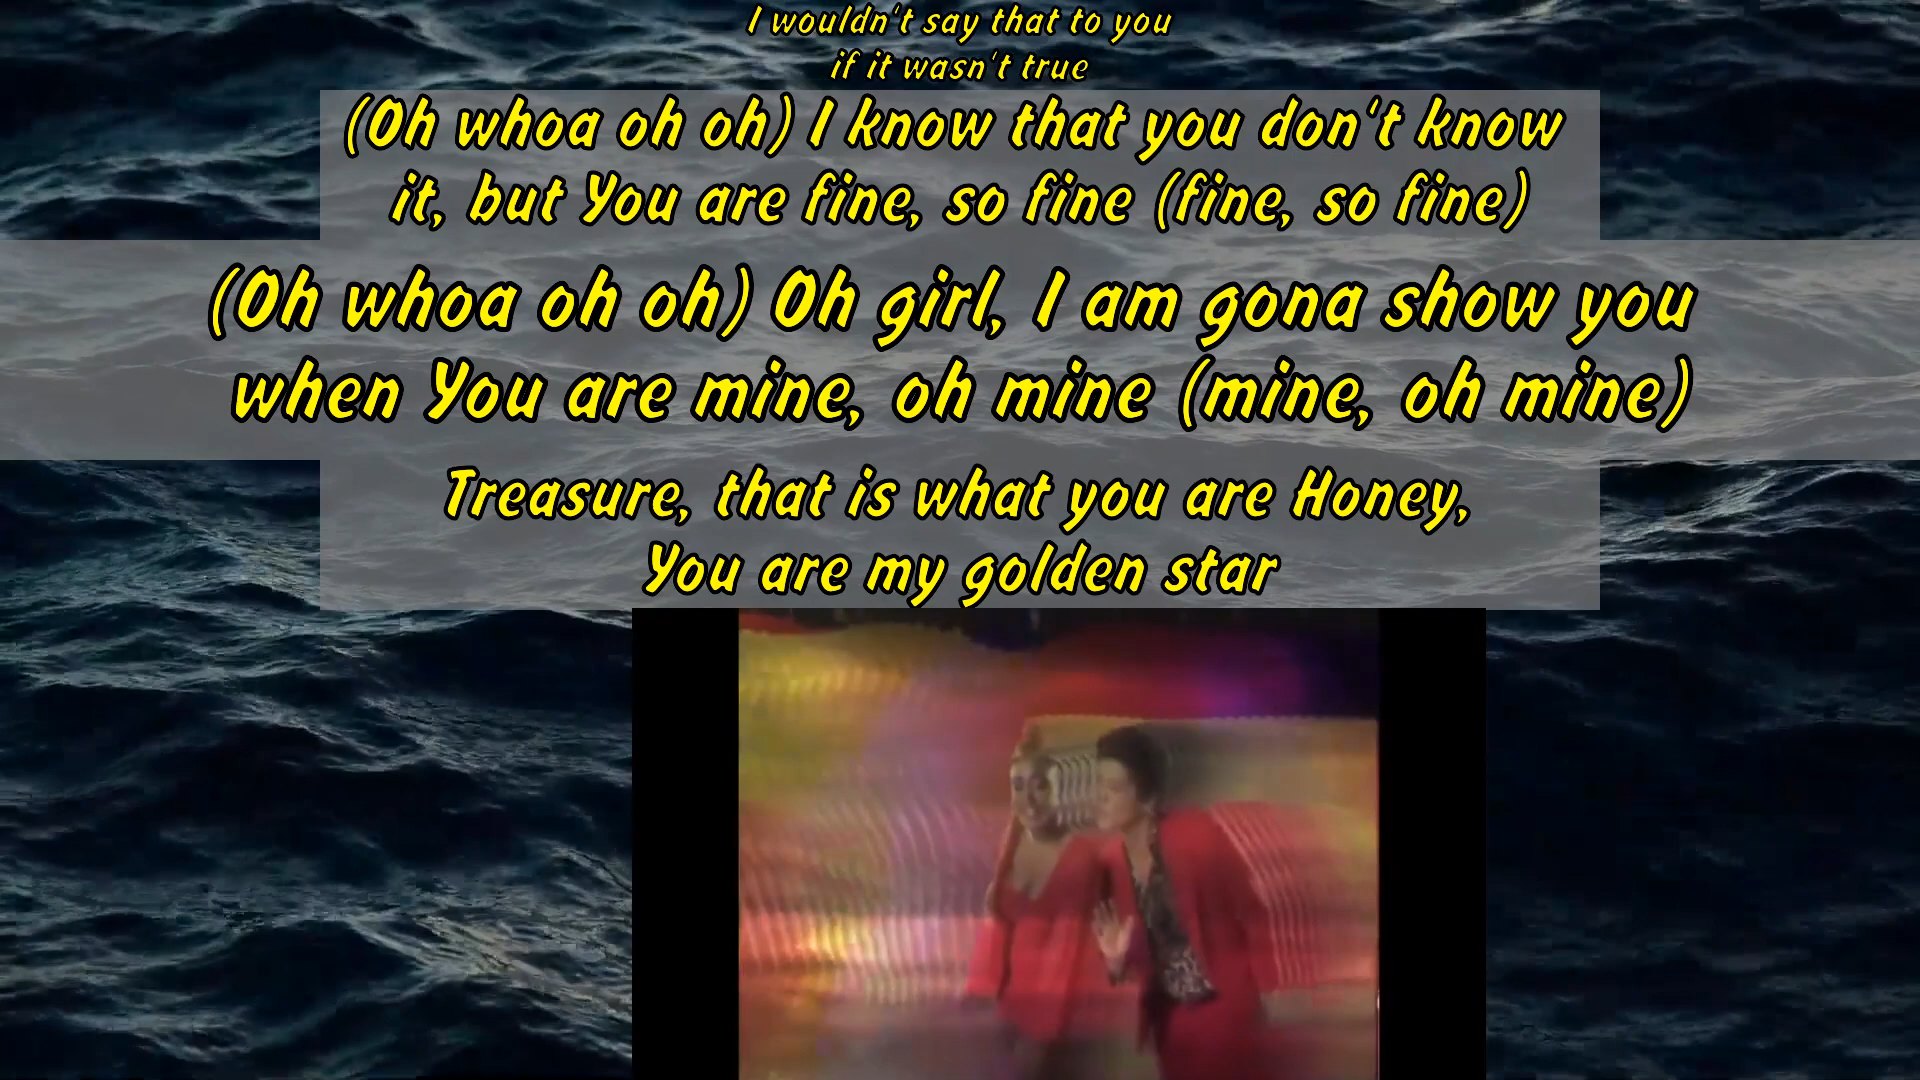 I wouldn't say that to you
if it wasn't true
(Oh whoa oh oh) I know that you don't know
it, but You are fine, so fine (fine, so fine)
(Oh whoa oh oh) Oh girl, I am gona show you
when You are mine, oh mine (mine, oh mine)
Treasure, that is what you are Honey,
You are my golden star